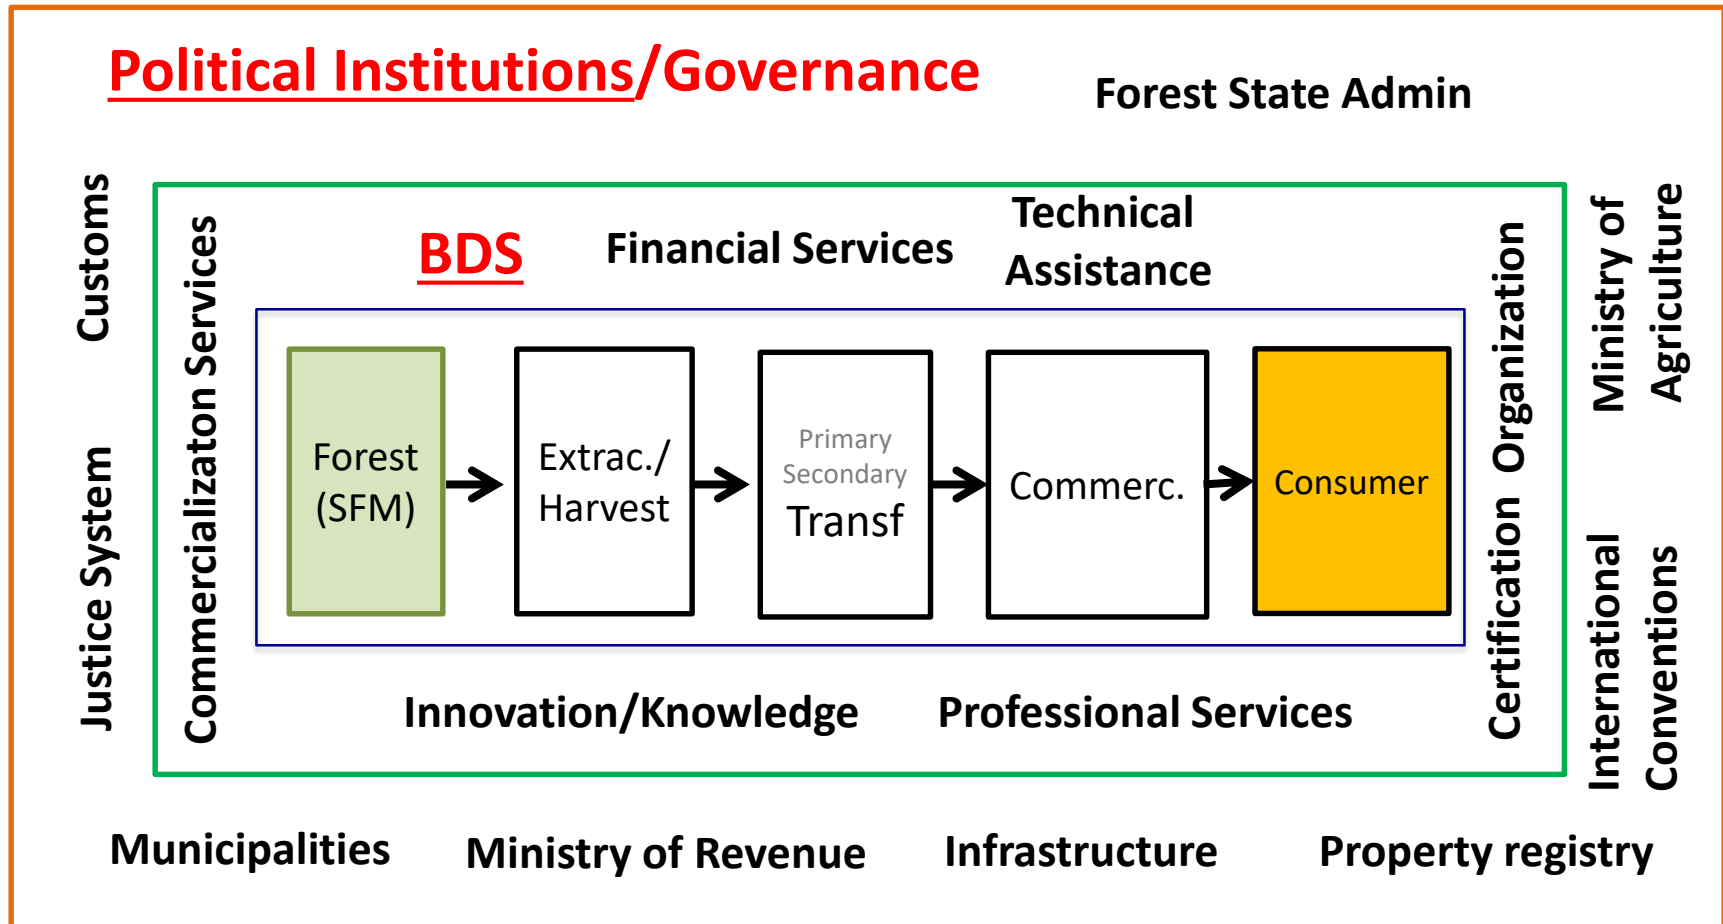 Political Institutions/Governance
Forest State Admin
Customs
Justice System
Commercializaton Services
BDS
Financial Services
Technical
Assistance
Forest
(SFM)
Extrac./
Harvest
Primary
Secondary
Transf
Commerc.
Consumer
Certification Organization
Ministry of
Agriculture
International
Conventions
Innovation/Knowledge
Professional Services
Municipalities
Ministry of Revenue
Infrastructure
Property registry